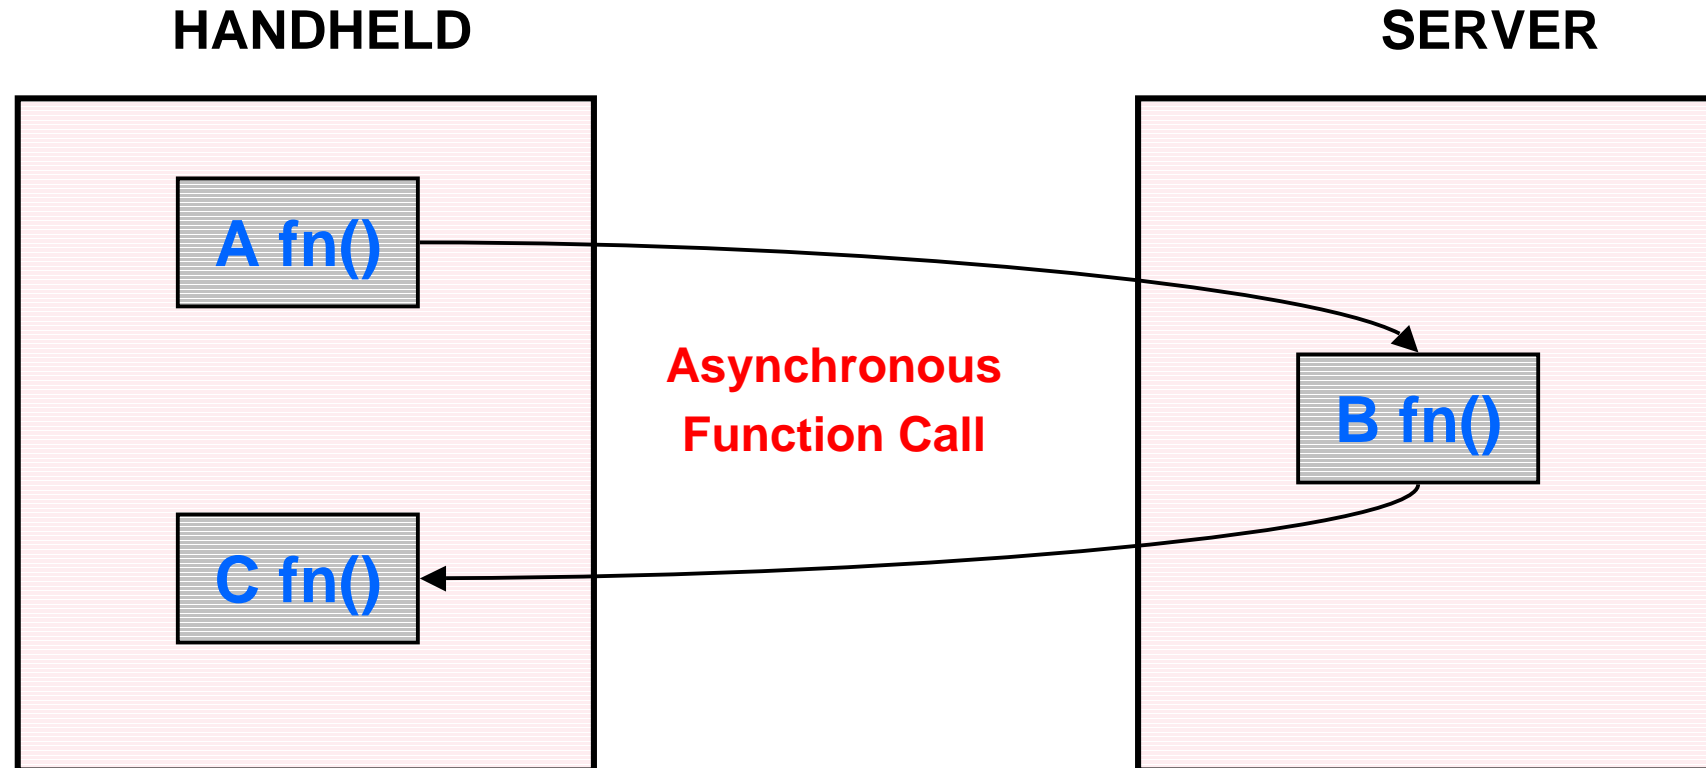 HANDHELD
SERVER
A fn()
Asynchronous
Function Call
B fn()
C fn()